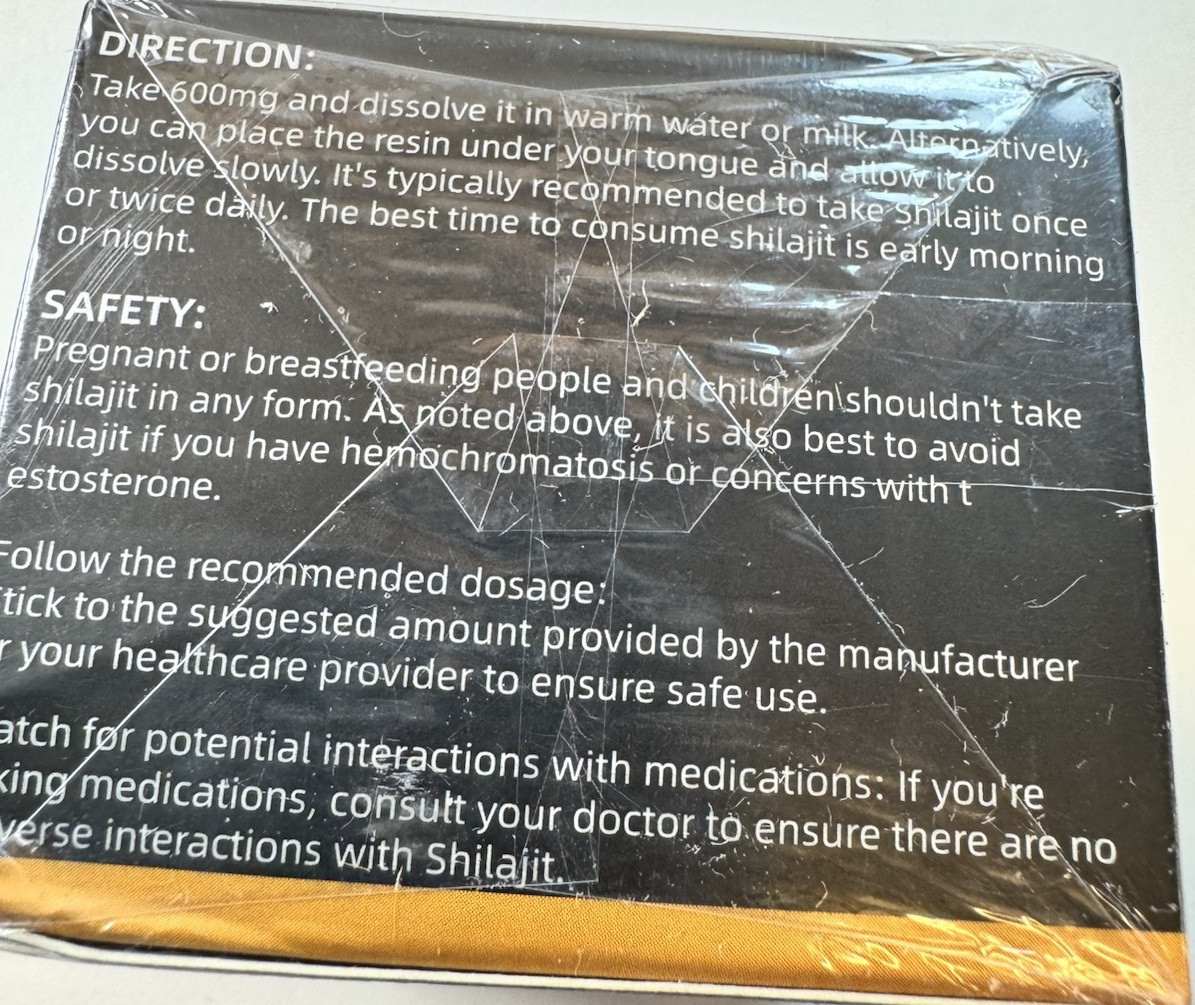 DIRECTION:
Take 600mg and dissolve it in warm water or milk. Alternatively,
you can place the resin under your tongue and allow it to
dissolve slowly. It's typically recommended to take Shilajit once
or twice daily. The best time to consume shilajit is early morning
or night.
SAFETY:
Pregnant or breastfeeding people and children shouldn't take
shilajit in any form. As noted above, it is also best to avoid
shilajit if you have hemochromatosis or concerns with t
estosterone.
Follow the recommended dosage:
tick to the suggested amount provided by the manufacturer
r your healthcare provider to ensure safe use.
atch for potential interactions with medications: If you're
king medications, consult your doctor to ensure there are no
verse interactions with Shilajit.